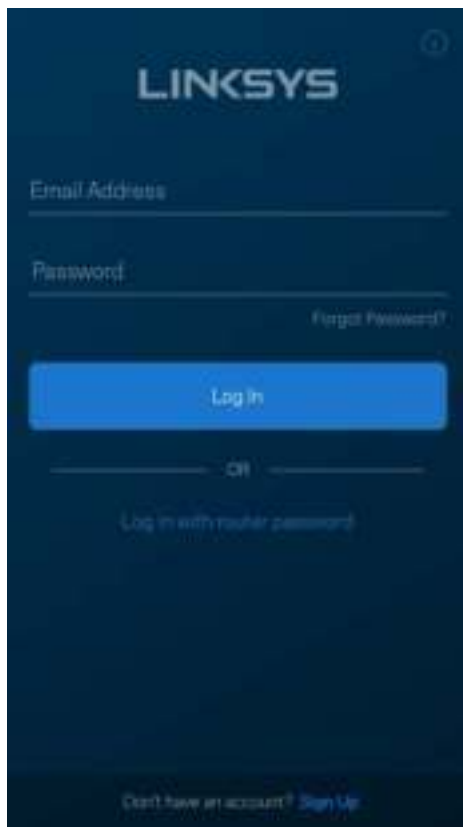 LINKSYS
Email Address
Password
Forgot Password?
Log In
OR
Log in with router password
Don't have an account? Sign Up